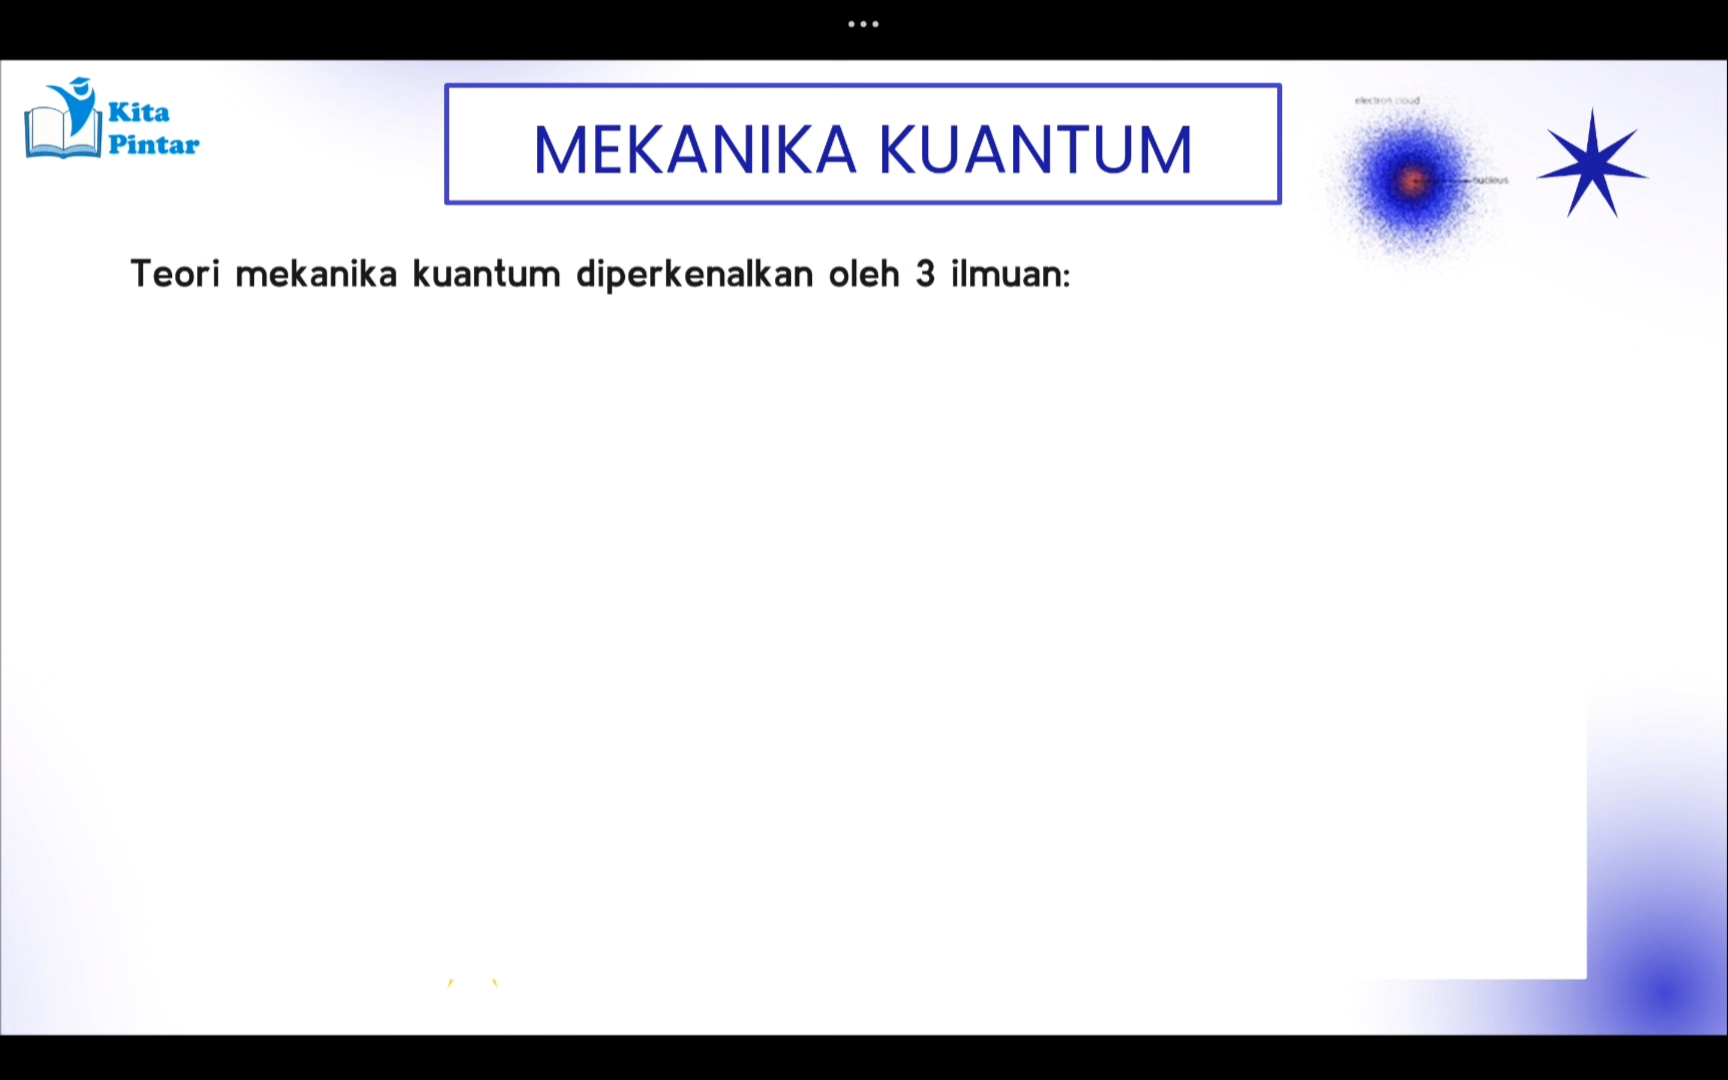 Kita
Pintar
MEKANIKA KUANTUM
electron cloud
nucleus
Teori mekanika kuantum diperkenalkan oleh 3 ilmuan: